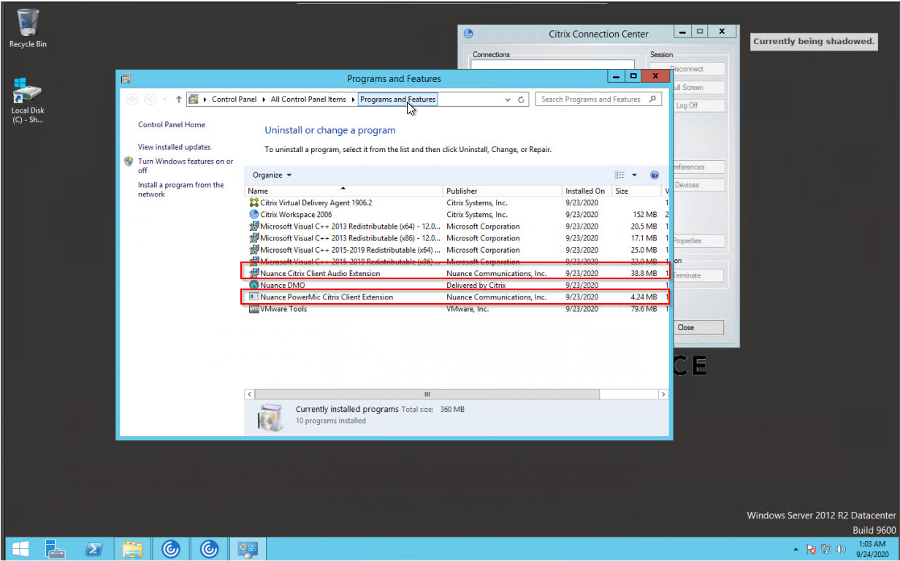 Recycle Bin
Local Disk
(C) - Sh...
Citrix Connection Center
Currently being shadowed.
Connections
Session
Disconnect
ull Screen
Log Off
references
Devices
Properties
on
Terminate
Close
CE
Programs and Features
Control Panel
All Control Panel Items
Programs and Features
Search Programs and Features
Control Panel Home
View installed updates
Turn Windows features on or
off
Install a program from the
network
Uninstall or change a program
To uninstall a program, select it from the list and then click Uninstall, Change, or Repair.
Organize
Name Publisher Installed On Size V
Citrix Virtual Delivery Agent 1906.2 Citrix Systems, Inc. 9/23/2020 1
Citrix Workspace 2006 Citrix Systems, Inc. 9/23/2020 152 MB 2
Microsoft Visual C++ 2013 Redistributable (x64) - 12.0... Microsoft Corporation 9/23/2020 20.5 MB 1
Microsoft Visual C++ 2013 Redistributable (x86) - 12.0... Microsoft Corporation 9/23/2020 17.1 MB 1
Microsoft Visual C++ 2015-2019 Redistributable (x64)... Microsoft Corporation 9/23/2020 25.0 MB 1
Microsoft Visual C++ 2015-2019 Redistributable (x86)... Microsoft Corporation 9/23/2020 22.0 MB 1
Nuance Citrix Client Audio Extension Nuance Communications, Inc. 9/23/2020 38.8 MB 1
Nuance DMO Delivered by Citrix 9/23/2020 1
Nuance PowerMic Citrix Client Extension Nuance Communications, Inc. 9/23/2020 4.24 MB 1
VMware Tools VMware, Inc. 9/23/2020 79.6 MB 1
Currently installed programs Total size: 360 MB
10 programs installed
Windows Server 2012 R2 Datacenter
Build 9600
1:03 AM
9/24/2020